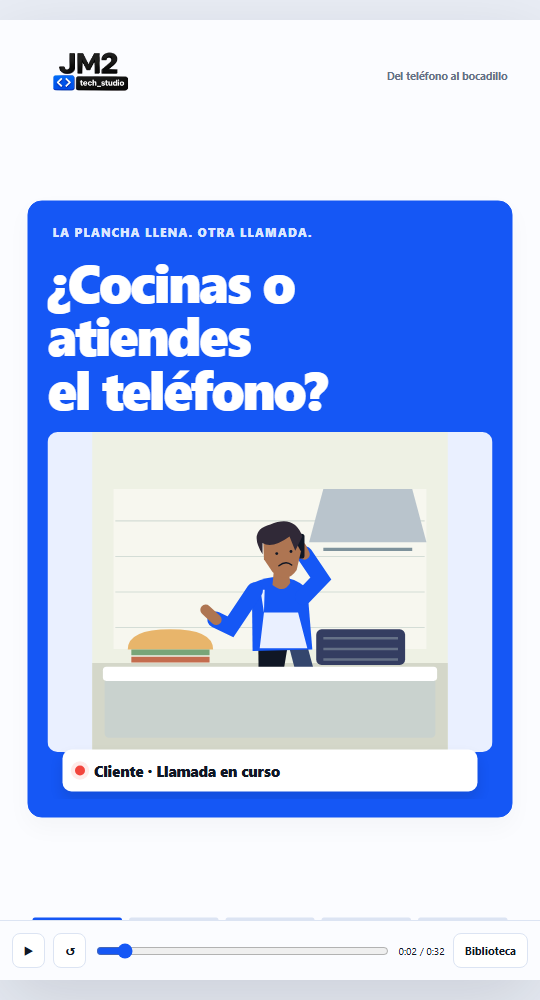 JM2
<> tech_studio
Del teléfono al bocadillo
LA PLANCHA LLENA. OTRA LLAMADA.
¿Cocinas o
atiendes
el teléfono?
Cliente · Llamada en curso
0:02 / 0:32
Biblioteca